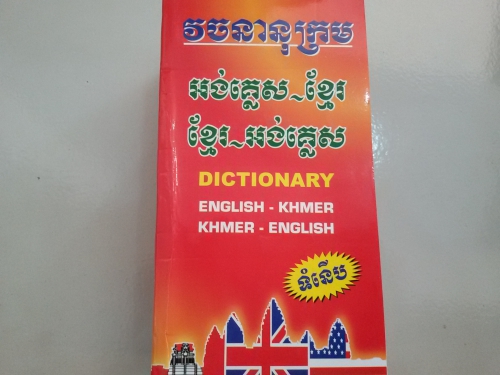 វចនានុក្រម
អង់គ្លេស~ខ្មែរ
ខ្មែរ~អង់គ្លេស
DICTIONARY
ENGLISH - KHMER
KHMER - ENGLISH
ទំនើប